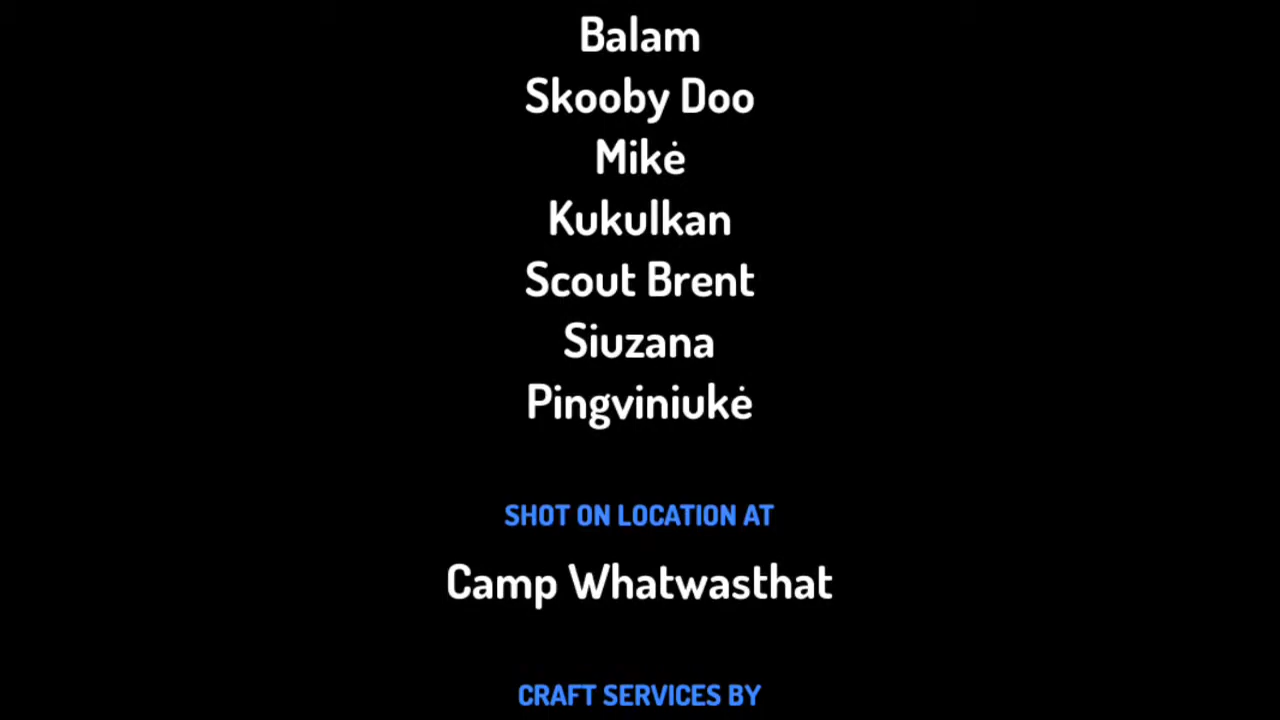 Balam
Skooby Doo
Mikė
Kukulkan
Scout Brent
Siuzana
Pingviniukė
SHOT ON LOCATION AT
Camp Whatwasthat
CRAFT SERVICES BY